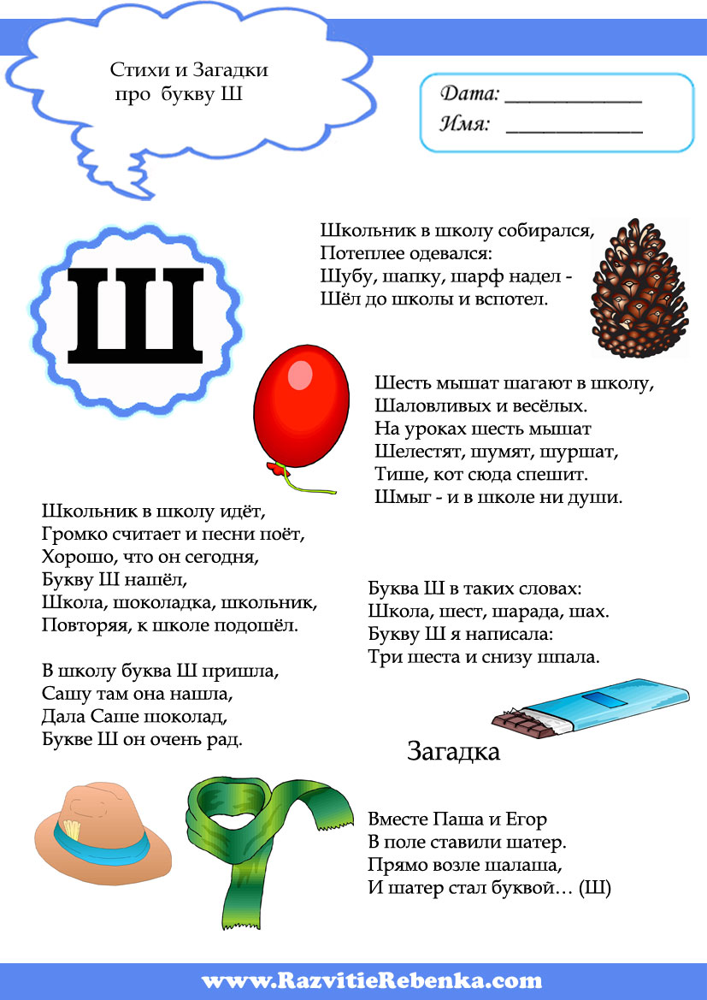 Стихи и Загадки
про букву Ш
Дата: _____________
Имя: _____________
Ш
Школьник в школу собирался,
Потеплее одевался:
Шубу, шапку, шарф надел -
Шёл до школы и вспотел.
Шесть мышат шагают в школу,
Шаловливых и весёлых.
На уроках шесть мышат
Шелестят, шумят, шуршат,
Тише, кот сюда спешит.
Шмыг - и в школе ни души.
Школьник в школу идёт,
Громко считает и песни поёт,
Хорошо, что он сегодня,
Букву Ш нашёл,
Школа, шоколадка, школьник,
Повторяя, к школе подошёл.
В школу буква Ш пришла,
Сашу там она нашла,
Дала Саше шоколад,
Букве Ш он очень рад.
Буква Ш в таких словах:
Школа, шест, шарада, шах.
Букву Ш я написала:
Три шеста и снизу шпала.
Загадка
Вместе Паша и Егор
В поле ставили шатер.
Прямо возле шалаша,
И шатер стал буквой... (Ш)
www.RazvitieRebenka.com